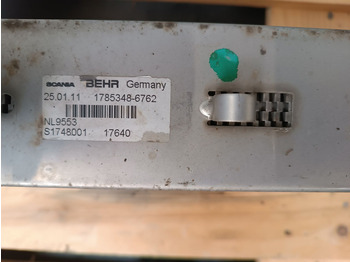 SCANIA BEHR Germany
25.01.11 1785348-6762
NL9553
S1748001 17640